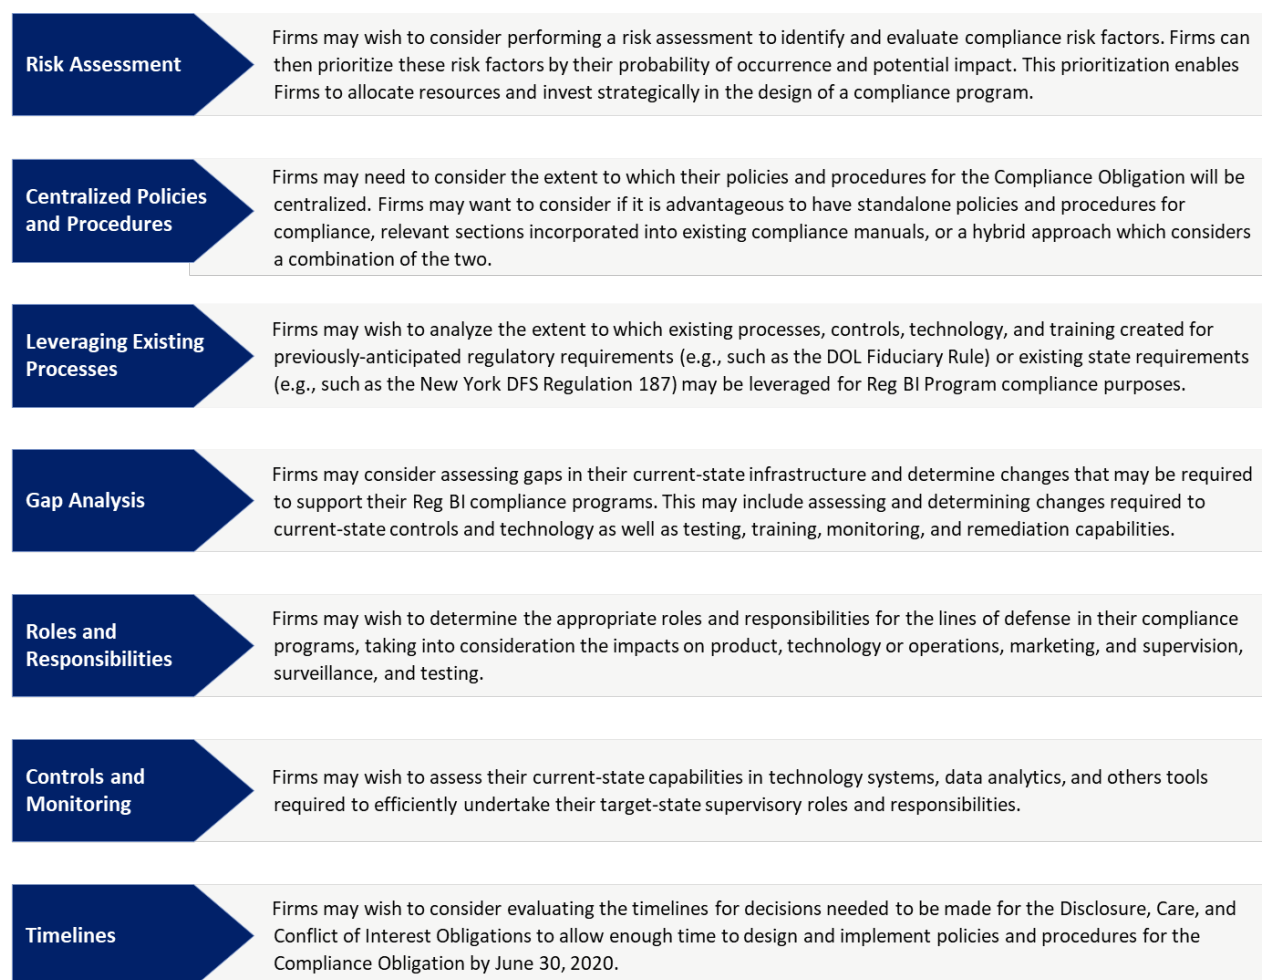 Risk Assessment
Firms may wish to consider performing a risk assessment to identify and evaluate compliance risk factors. Firms can
then prioritize these risk factors by their probability of occurrence and potential impact. This prioritization enables
Firms to allocate resources and invest strategically in the design of a compliance program.
Centralized Policies
and Procedures
Firms may need to consider the extent to which their policies and procedures for the Compliance Obligation will be
centralized. Firms may want to consider if it is advantageous to have standalone policies and procedures for
compliance, relevant sections incorporated into existing compliance manuals, or a hybrid approach which considers
a combination of the two.
Leveraging Existing
Processes
Firms may wish to analyze the extent to which existing processes, controls, technology, and training created for
previously-anticipated regulatory requirements (e.g., such as the DOL Fiduciary Rule) or existing state requirements
(e.g., such as the New York DFS Regulation 187) may be leveraged for Reg BI Program compliance purposes.
Gap Analysis
Firms may consider assessing gaps in their current-state infrastructure and determine changes that may be required
to support their Reg BI compliance programs. This may include assessing and determining changes required to
current-state controls and technology as well as testing, training, monitoring, and remediation capabilities.
Roles and
Responsibilities
Firms may wish to determine the appropriate roles and responsibilities for the lines of defense in their compliance
programs, taking into consideration the impacts on product, technology or operations, marketing, and supervision,
surveillance, and testing.
Controls and
Monitoring
Firms may wish to assess their current-state capabilities in technology systems, data analytics, and others tools
required to efficiently undertake their target-state supervisory roles and responsibilities.
Timelines
Firms may wish to consider evaluating the timelines for decisions needed to be made for the Disclosure, Care, and
Conflict of Interest Obligations to allow enough time to design and implement policies and procedures for the
Compliance Obligation by June 30, 2020.